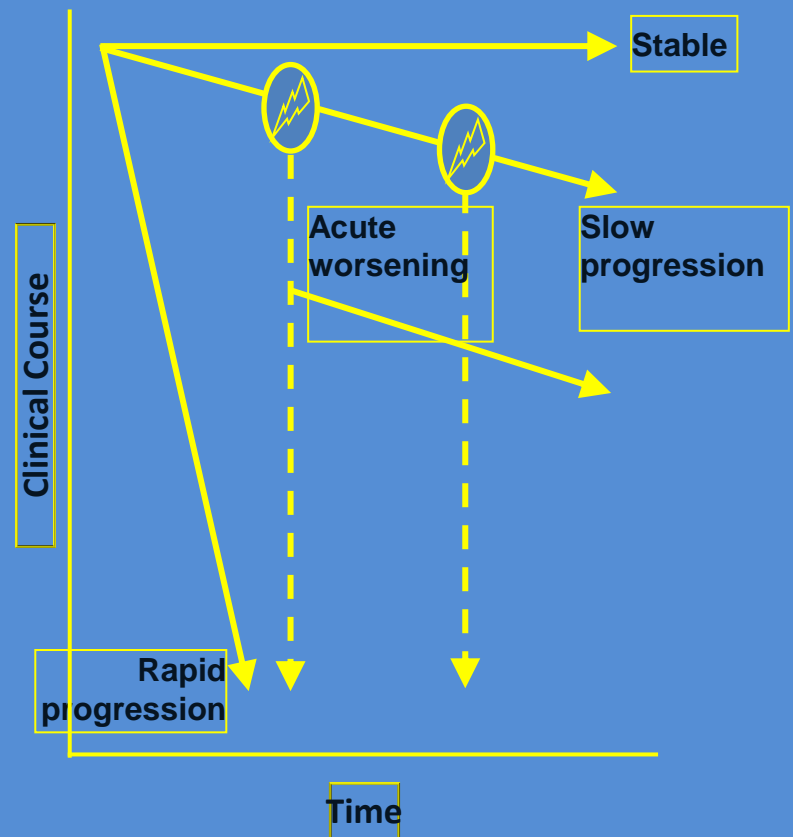 Stable
Acute
worsening
Slow
progression
Clinical Course
Rapid
progression
Time